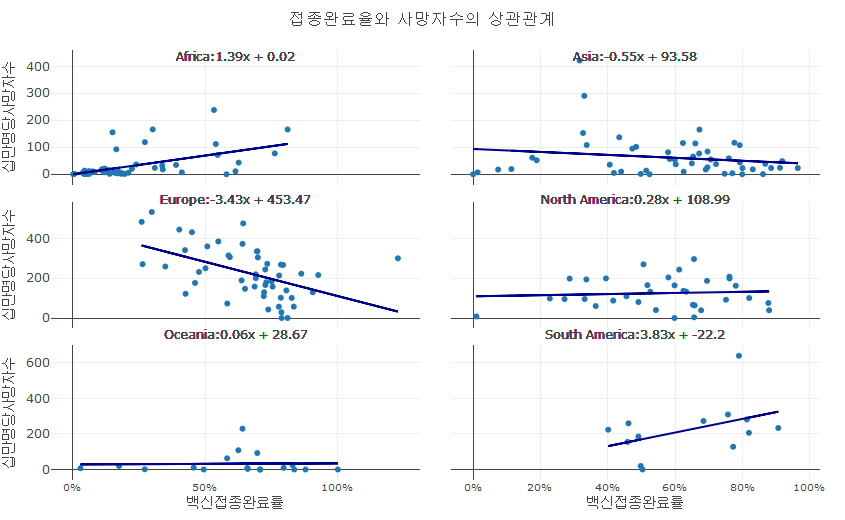 접종완료율와 사망자수의 상관관계
Africa:1.39x + 0.02
Asia:-0.55x + 93.58
십만명당사망자수
400
300
200
100
0
Europe:-3.43x + 453.47
North America:0.28x + 108.99
십만명당사망자수
400
200
0
Oceania:0.06x + 28.67
South America:3.83x + -22.2
십만명당사망자수
600
400
200
0
0% 50% 100%
0% 20% 40% 60% 80% 100%
백신접종완료율
백신접종완료율